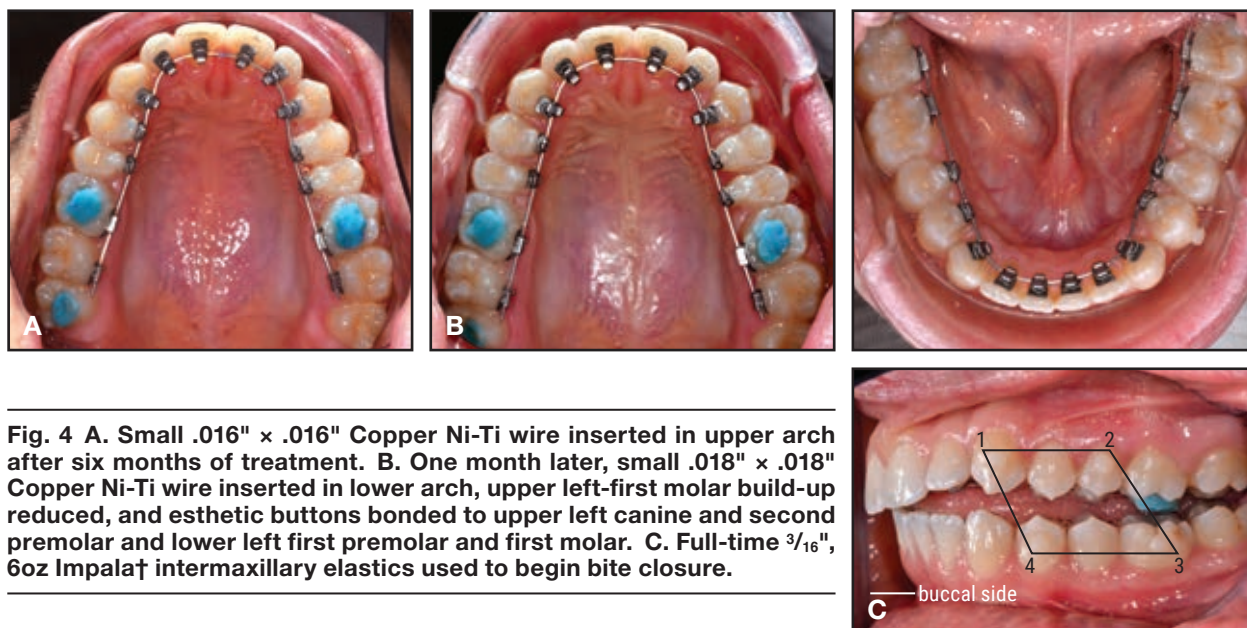 A
B
Fig. 4 A. Small .016" × .016" Copper Ni-Ti wire inserted in upper arch
after six months of treatment. B. One month later, small .018" × .018"
Copper Ni-Ti wire inserted in lower arch, upper left-first molar build-up
reduced, and esthetic buttons bonded to upper left canine and second
premolar and lower left first premolar and first molar. C. Full-time 3/16",
6oz Impala† intermaxillary elastics used to begin bite closure.
1 2
4 3
C buccal side